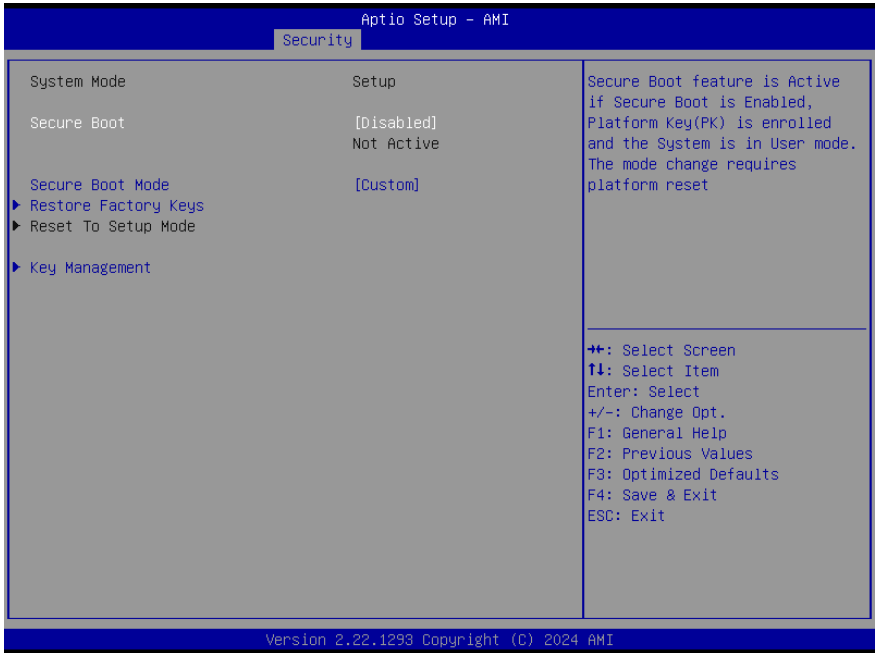 Aptio Setup – AMI
Security
System Mode Setup
Secure Boot [Disabled]
Not Active
Secure Boot Mode [Custom]
▶ Restore Factory Keys
▶ Reset To Setup Mode
▶ Key Management
Secure Boot feature is Active
if Secure Boot is Enabled,
Platform Key(PK) is enrolled
and the System is in User mode.
The mode change requires
platform reset
→←: Select Screen
↑↓: Select Item
Enter: Select
+/-: Change Opt.
F1: General Help
F2: Previous Values
F3: Optimized Defaults
F4: Save & Exit
ESC: Exit
Version 2.22.1293 Copyright (C) 2024 AMI